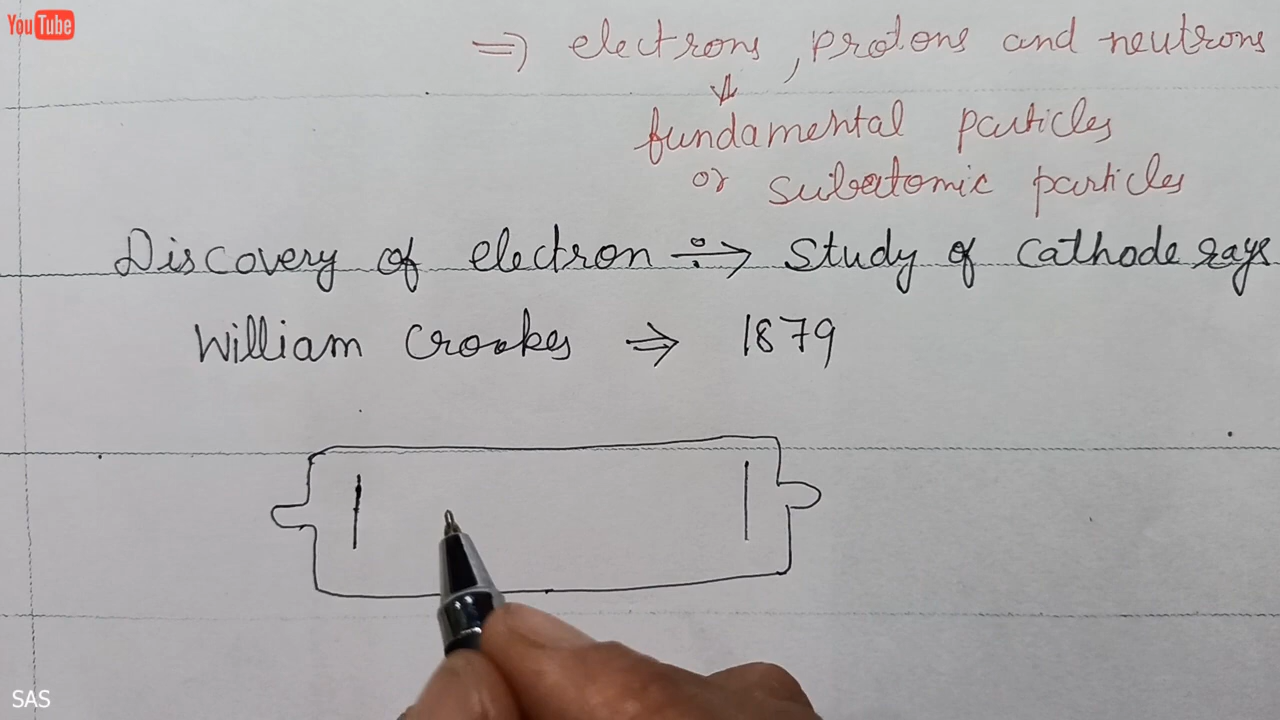 YouTube
=> electrons, protons and neutrons
fundamental particles
or subatomic particles
Discovery of electron ÷→ Study of cathode rays
William Crookes ⇒ 1879
SAS